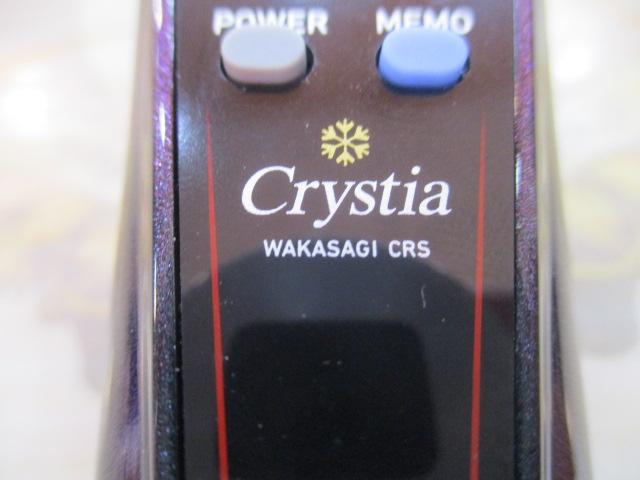 POWER MEMO
Crystia
WAKASAGI CRS